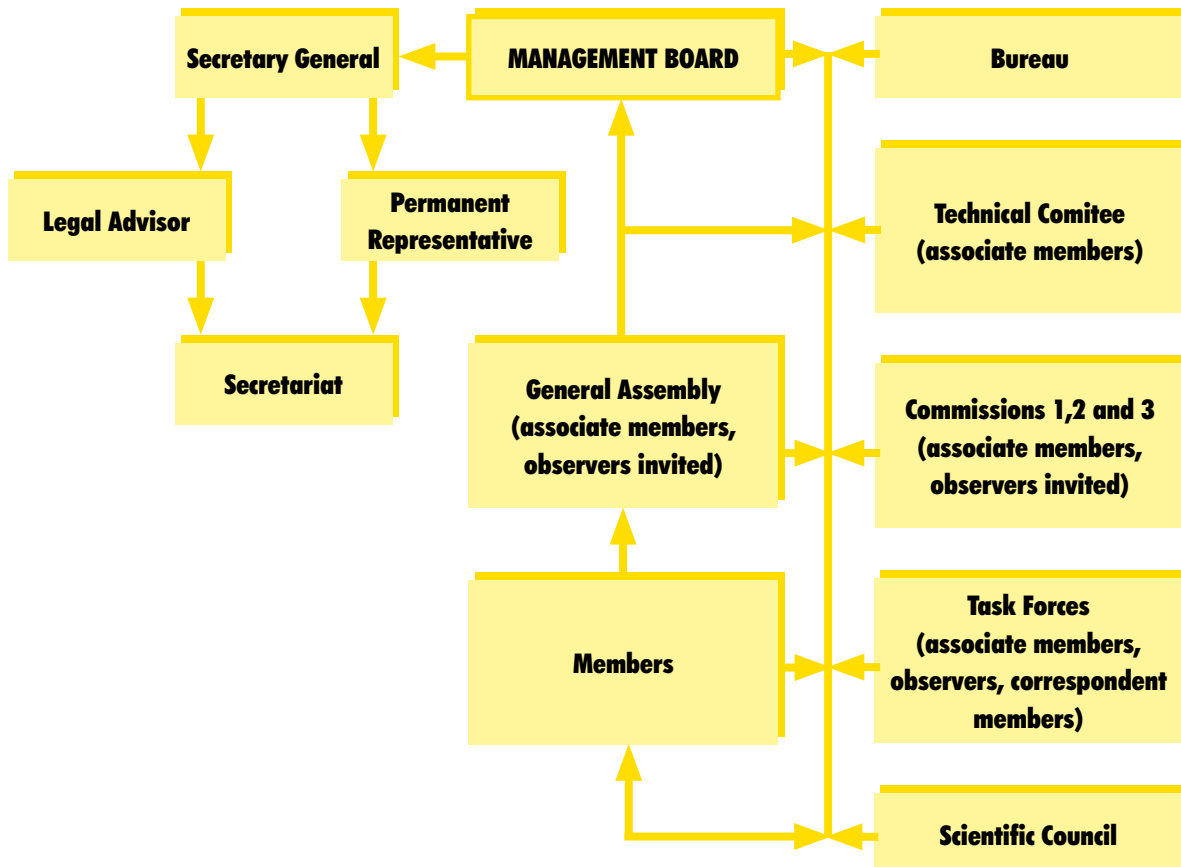 Secretary General
MANAGEMENT BOARD
Bureau
Legal Advisor
Permanent
Representative
Technical Comitee
(associate members)
Secretariat
General Assembly
(associate members,
observers invited)
Commissions 1,2 and 3
(associate members,
observers invited)
Members
Task Forces
(associate members,
observers, correspondent
members)
Scientific Council